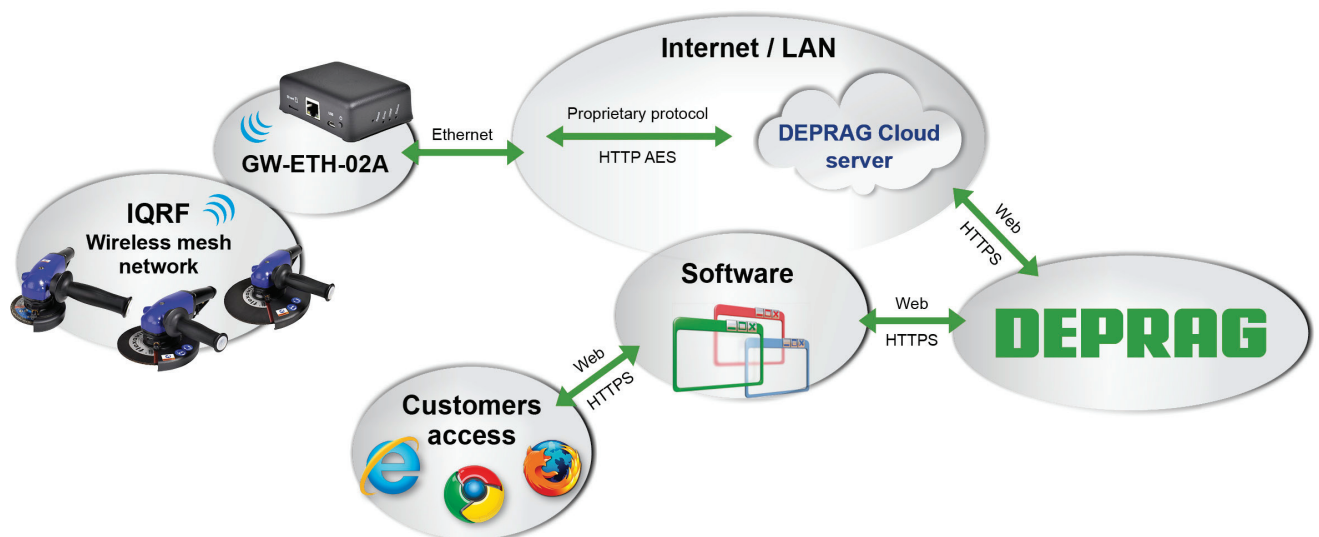 Internet / LAN
Proprietary protocol
HTTP AES
DEPRAG Cloud
server
Ethernet
GW-ETH-02A
IQRF
Wireless mesh
network
Web
HTTPS
Software
Web
HTTPS
DEPRAG
Web
HTTPS
Customers
access